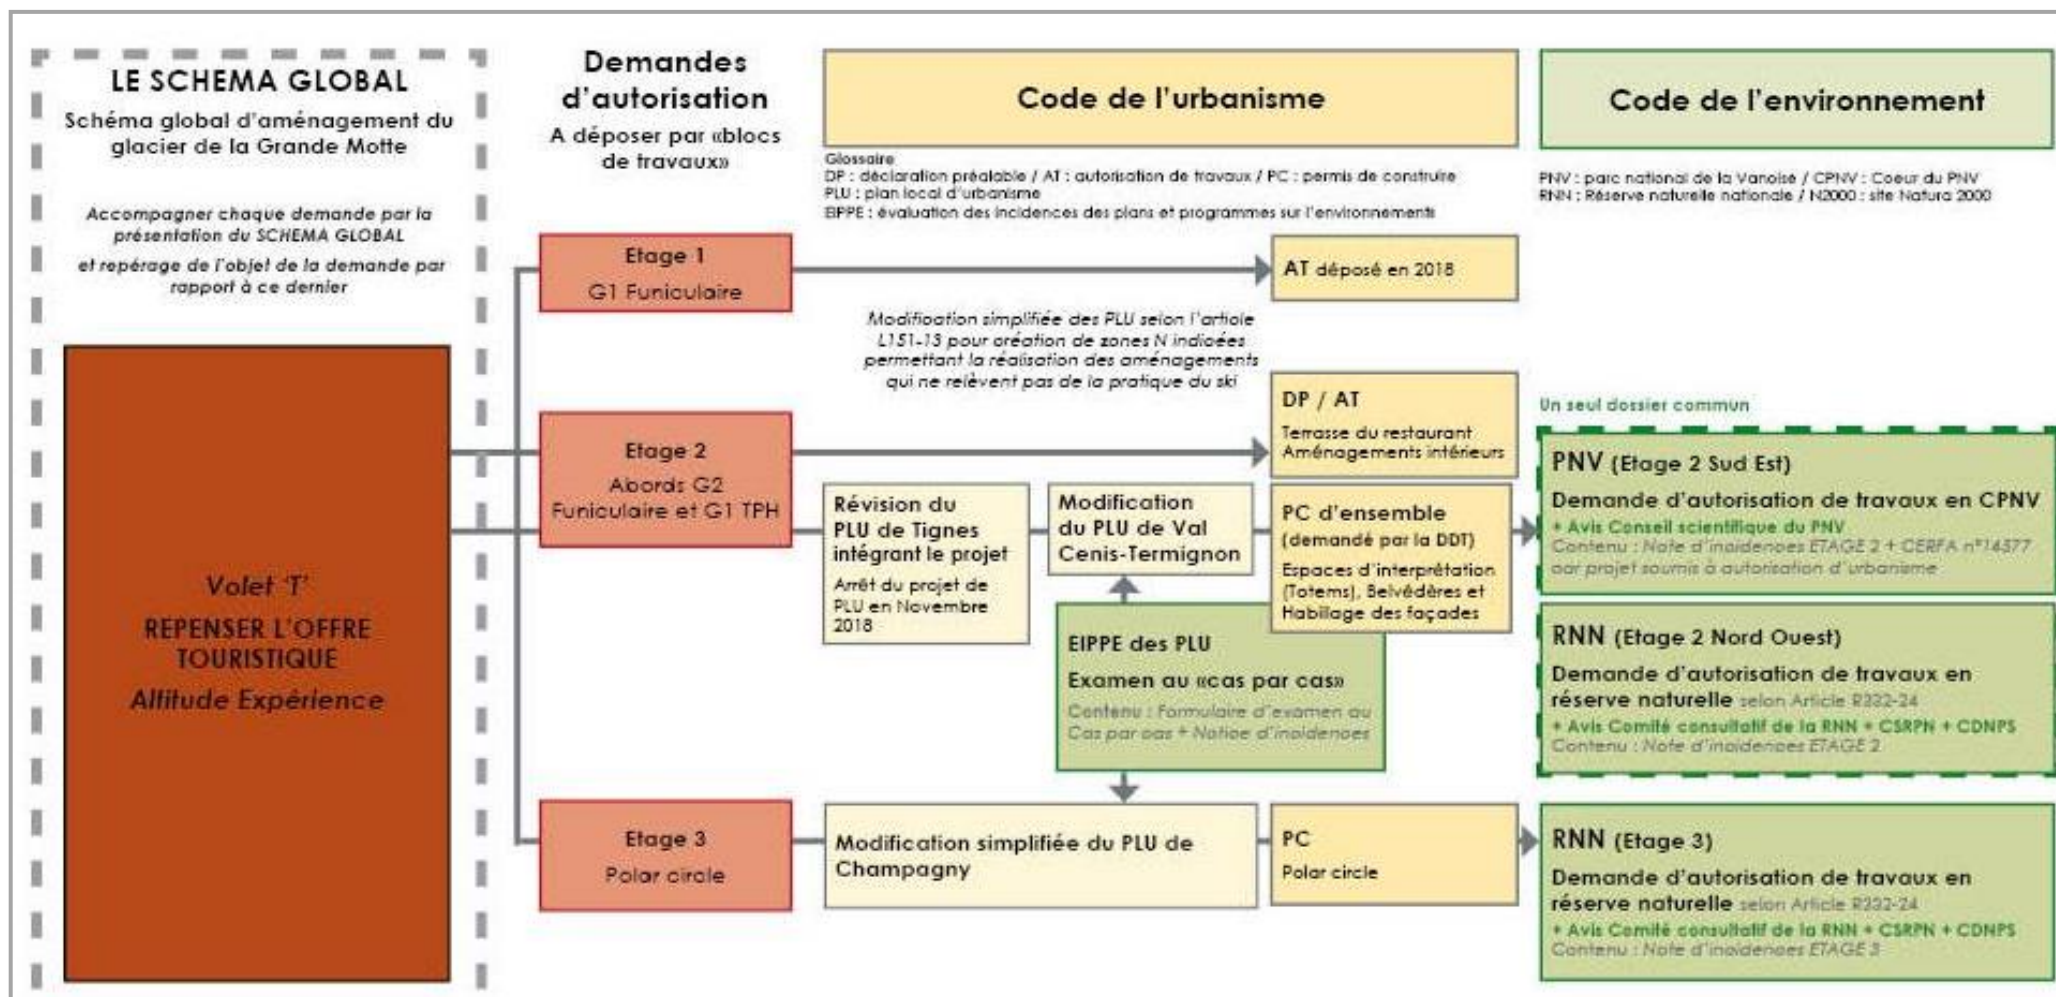 LE SCHEMA GLOBAL
Schéma global d'aménagement du
glacier de la Grande Motte
Accompagner chaque demande par la
présentation du SCHEMA GLOBAL
et repérage de l'objet de la demande par
rapport à ce dernier
Volet 'T'
REPENSER L'OFFRE
TOURISTIQUE
Altitude Expérience
Demandes
d'autorisation
A déposer par «blocs
de travaux»
Etage 1
G1 Funiculaire
Etage 2
Abords G2
Funiculaire et G1 TPH
Etage 3
Polar circle
Code de l'urbanisme
Glossaire
DP : déclaration préalable / AT : autorisation de travaux / PC : permis de construire
PLU : plan local d'urbanisme
EIPPE : évaluation des incidences des plans et programmes sur l'environnements
AT déposé en 2018
Modification simplifiée des PLU selon l'article
L151-13 pour création de zones N indicées
permettant la réalisation des aménagements
qui ne relèvent pas de la pratique du ski
DP / AT
Terrasse du restaurant
Aménagements intérieurs
Révision du
PLU de Tignes
intégrant le projet
Arrêt du projet de
PLU en Novembre
2018
Modification
du PLU de Val
Cenis-Termignon
PC d'ensemble
(demandé par la DDT)
Espaces d'interprétation
(Totems), Belvédères et
Habillage des façades
EIPPE des PLU
Examen au «cas par cas»
Contenu : Formulaire d'examen au
Cas par cas + Notice d'incidences
Modification simplifiée du PLU de
Champagny
PC
Polar circle
Code de l'environnement
PNV : parc national de la Vanoise / CPNV : Coeur du PNV
RNN : Réserve naturelle nationale / N2000 : site Natura 2000
Un seul dossier commun
PNV (Etage 2 Sud Est)
Demande d'autorisation de travaux en CPNV
+ Avis Conseil scientifique du PNV
Contenu : Note d'incidences ETAGE 2 + CERFA n°14577
car projet soumis à autorisation d'urbanisme
RNN (Etage 2 Nord Ouest)
Demande d'autorisation de travaux en
réserve naturelle selon Article R332-24
+ Avis Comité consultatif de la RNN + CSRPN + CDNPS
Contenu : Note d'incidences ETAGE 2
RNN (Etage 3)
Demande d'autorisation de travaux en
réserve naturelle selon Article R332-24
+ Avis Comité consultatif de la RNN + CSRPN + CDNPS
Contenu : Note d'incidences ETAGE 3